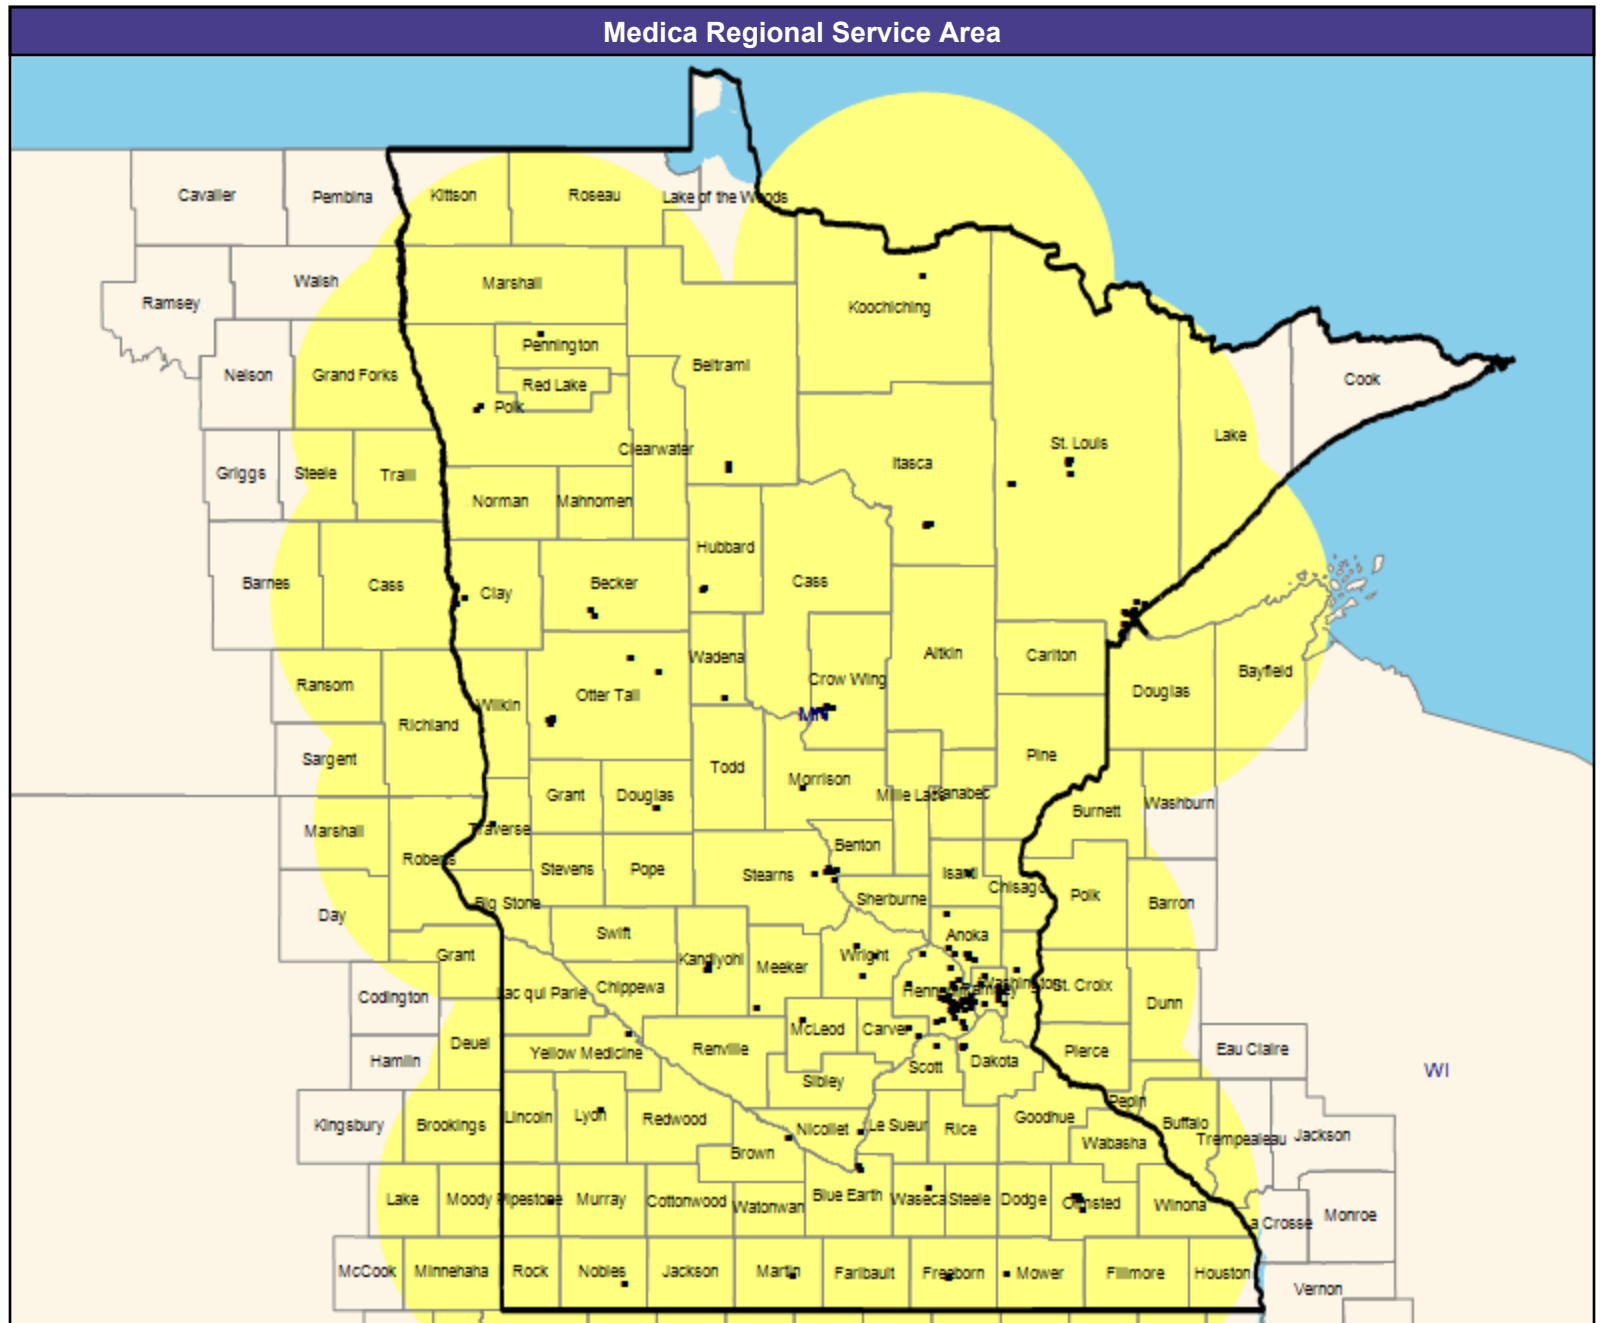 Medica Regional Service Area
Cavalier
Pembina
Kittson
Roseau
Lake of the Woods
Ramsey
Walsh
Marshall
Koochiching
Nelson
Grand Forks
Pennington
Red Lake
Polk
Beltrami
Cook
Griggs
Steele
Traill
Clearwater
Itasca
St. Louis
Lake
Norman
Mahnomen
Barnes
Cass
Clay
Becker
Hubbard
Cass
Ransom
Richland
Wilkin
Otter Tail
Wadena
Crow Wing
MN
Aitkin
Carlton
Douglas
Bayfield
Sargent
Grant
Douglas
Todd
Morrison
Mille Lacs
Kanabec
Pine
Burnett
Washburn
Marshall
Roberts
Traverse
Stevens
Pope
Stearns
Benton
Sherburne
Isanti
Chisago
Polk
Barron
Day
Big Stone
Grant
Swift
Kandiyohi
Meeker
Wright
Anoka
Hennepin
Ramsey
Washington
St. Croix
Dunn
Codington
Lac qui Parle
Chippewa
McLeod
Carver
Hamlin
Deuel
Yellow Medicine
Renville
Sibley
Scott
Dakota
Pierce
Eau Claire
WI
Kingsbury
Brookings
Lincoln
Lyon
Redwood
Brown
Nicollet
Le Sueur
Rice
Goodhue
Wabasha
Pepin
Buffalo
Trempealeau
Jackson
Lake
Moody
Pipestone
Murray
Cottonwood
Watonwan
Blue Earth
Waseca
Steele
Dodge
Olmsted
Winona
La Crosse
Monroe
McCook
Minnehaha
Rock
Nobles
Jackson
Martin
Faribault
Freeborn
Mower
Fillmore
Houston
Vernon